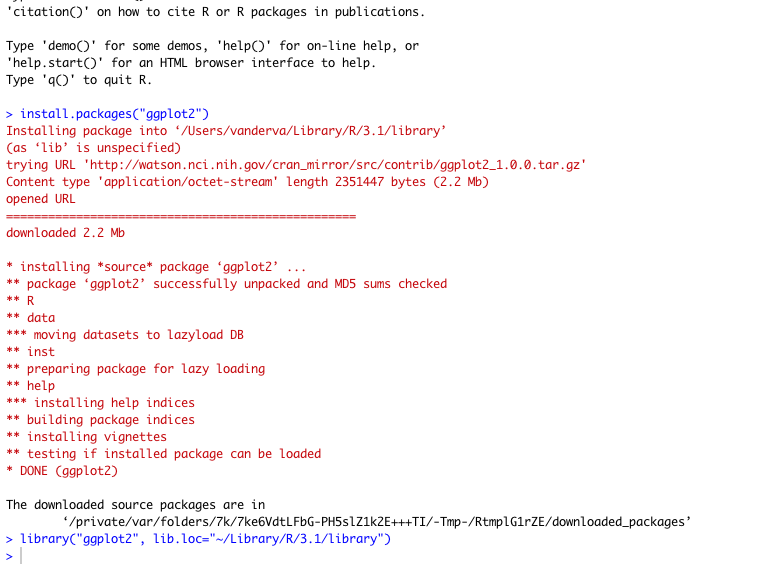 'citation()' on how to cite R or R packages in publications.
Type 'demo()' for some demos, 'help()' for on-line help, or
'help.start()' for an HTML browser interface to help.
Type 'q()' to quit R.
> install.packages("ggplot2")
Installing package into ‘/Users/vanderva/Library/R/3.1/library’
(as ‘lib’ is unspecified)
trying URL 'http://watson.nci.nih.gov/cran_mirror/src/contrib/ggplot2_1.0.0.tar.gz'
Content type 'application/octet-stream' length 2351447 bytes (2.2 Mb)
opened URL
==================================================
downloaded 2.2 Mb
* installing *source* package ‘ggplot2’ ...
** package ‘ggplot2’ successfully unpacked and MD5 sums checked
** R
** data
*** moving datasets to lazyload DB
** inst
** preparing package for lazy loading
** help
*** installing help indices
** building package indices
** installing vignettes
** testing if installed package can be loaded
* DONE (ggplot2)
The downloaded source packages are in
‘/private/var/folders/7k/7ke6VdtLFbG-PH5slZ1k2E+++TI/-Tmp-/RtmplG1rZE/downloaded_packages’
> library("ggplot2", lib.loc="~/Library/R/3.1/library")
>